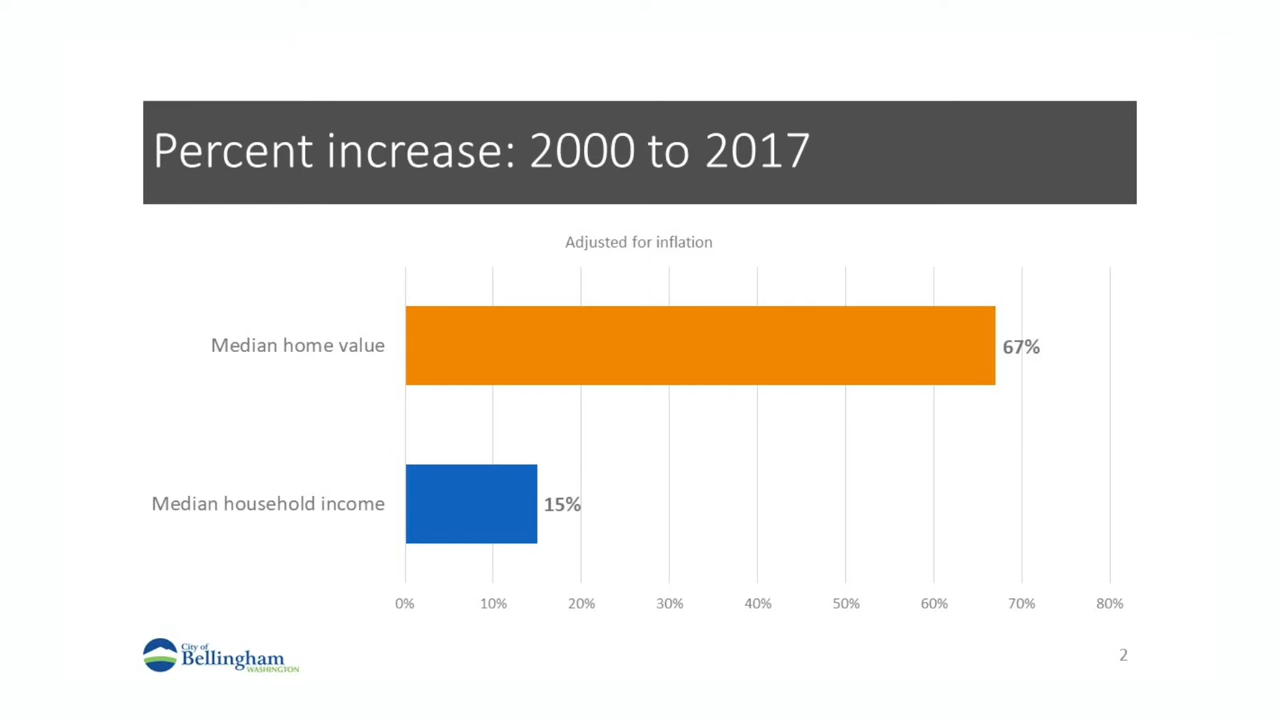 Percent increase: 2000 to 2017
Adjusted for inflation
Median home value
67%
Median household income
15%
0% 10% 20% 30% 40% 50% 60% 70% 80%
City of
Bellingham
WASHINGTON
2